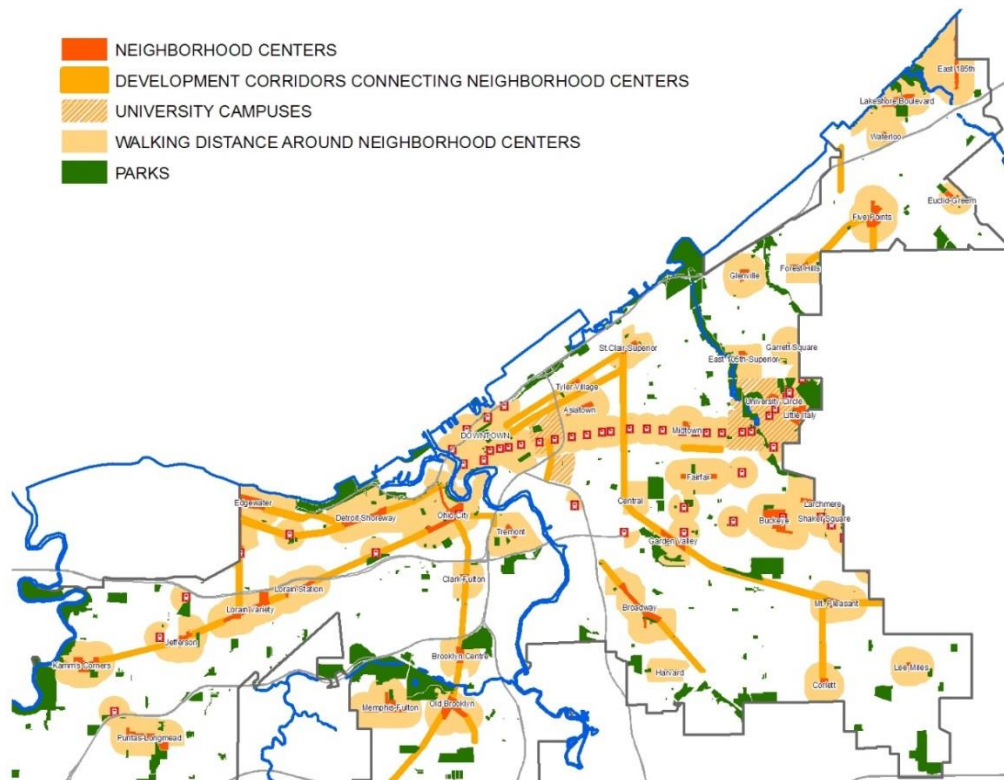 NEIGHBORHOOD CENTERS
DEVELOPMENT CORRIDORS CONNECTING NEIGHBORHOOD CENTERS
UNIVERSITY CAMPUSES
WALKING DISTANCE AROUND NEIGHBORHOOD CENTERS
PARKS
East 185th
Lakeshore Boulevard
Waterloo
Euclid-Green
Five Points
Forest Hills
Glenville
St.Clair-Superior
Garrett Square
East 105th-Superior
Tyler Village
Asiatown
University Circle
Little Italy
DOWNTOWN
Midtown
Fairfax
Edgewater
Detroit Shoreway
Ohio City
Central
Larchmere
Buckeye
Shaker Square
Tremont
Garden Valley
Clark-Fulton
Lorain Station
Lorain Variety
Broadway
Mt. Pleasant
Jefferson
Kamm's Corners
Brooklyn Centre
Harvard
Lee-Miles
Corlett
Memphis-Fulton
Old Brooklyn
Puritas-Longmead